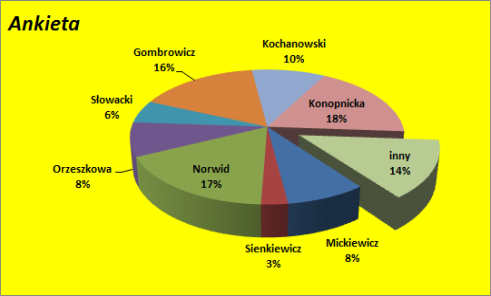 Ankieta
Kochanowski
10%
Gombrowicz
16%
Konopnicka
18%
Słowacki
6%
inny
14%
Orzeszkowa
8%
Norwid
17%
Mickiewicz
8%
Sienkiewicz
3%